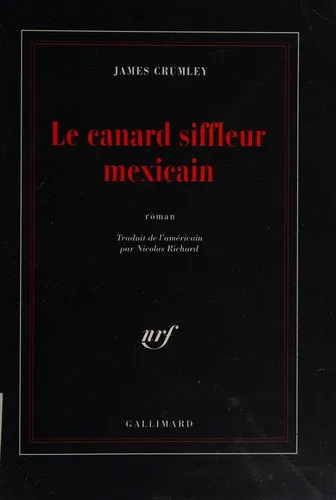 JAMES CRUMLEY
Le canard siffleur
mexicain
roman
Traduit de l'américain
par Nicolas Richard
nrf
GALLIMARD